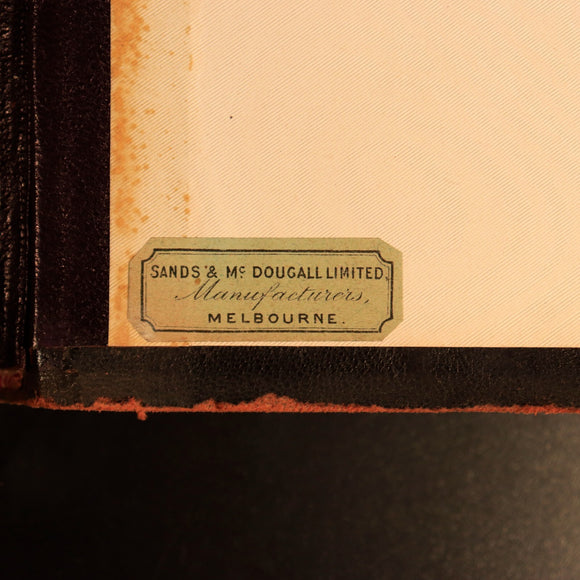 SANDS & Mc DOUGALL LIMITED.
Manufacturers,
MELBOURNE.